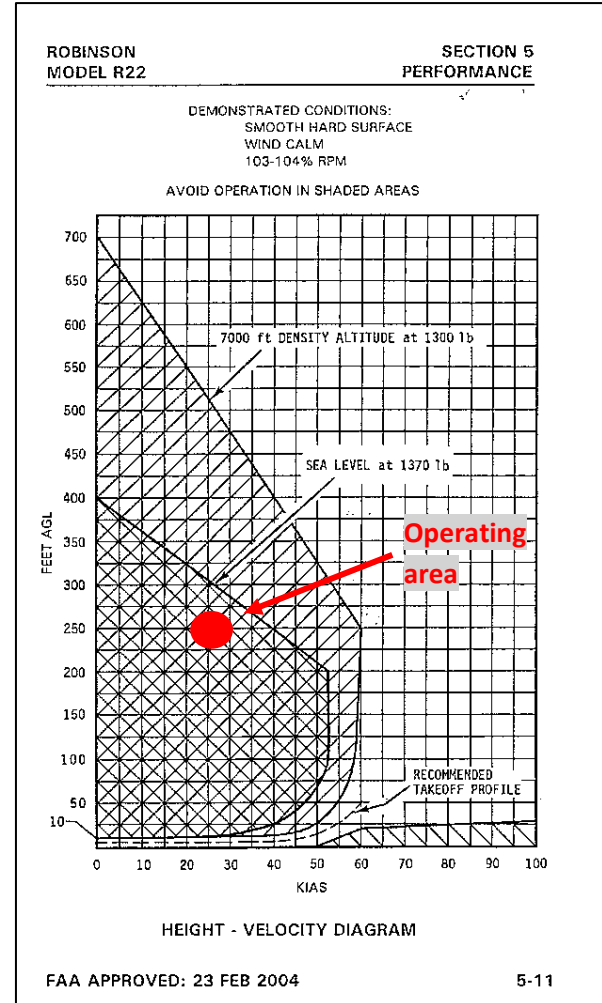 ROBINSON
MODEL R22
SECTION 5
PERFORMANCE
DEMONSTRATED CONDITIONS:
SMOOTH HARD SURFACE
WIND CALM
103-104% RPM
AVOID OPERATION IN SHADED AREAS
FEET AGL
700
650
600
550
500
450
400
350
300
250
200
150
100
50
10
7000 ft DENSITY ALTITUDE at 1300 lb
SEA LEVEL at 1370 lb
Operating
area
RECOMMENDED
TAKEOFF PROFILE
0 10 20 30 40 50 60 70 80 90 100
KIAS
HEIGHT - VELOCITY DIAGRAM
FAA APPROVED: 23 FEB 2004
5-11